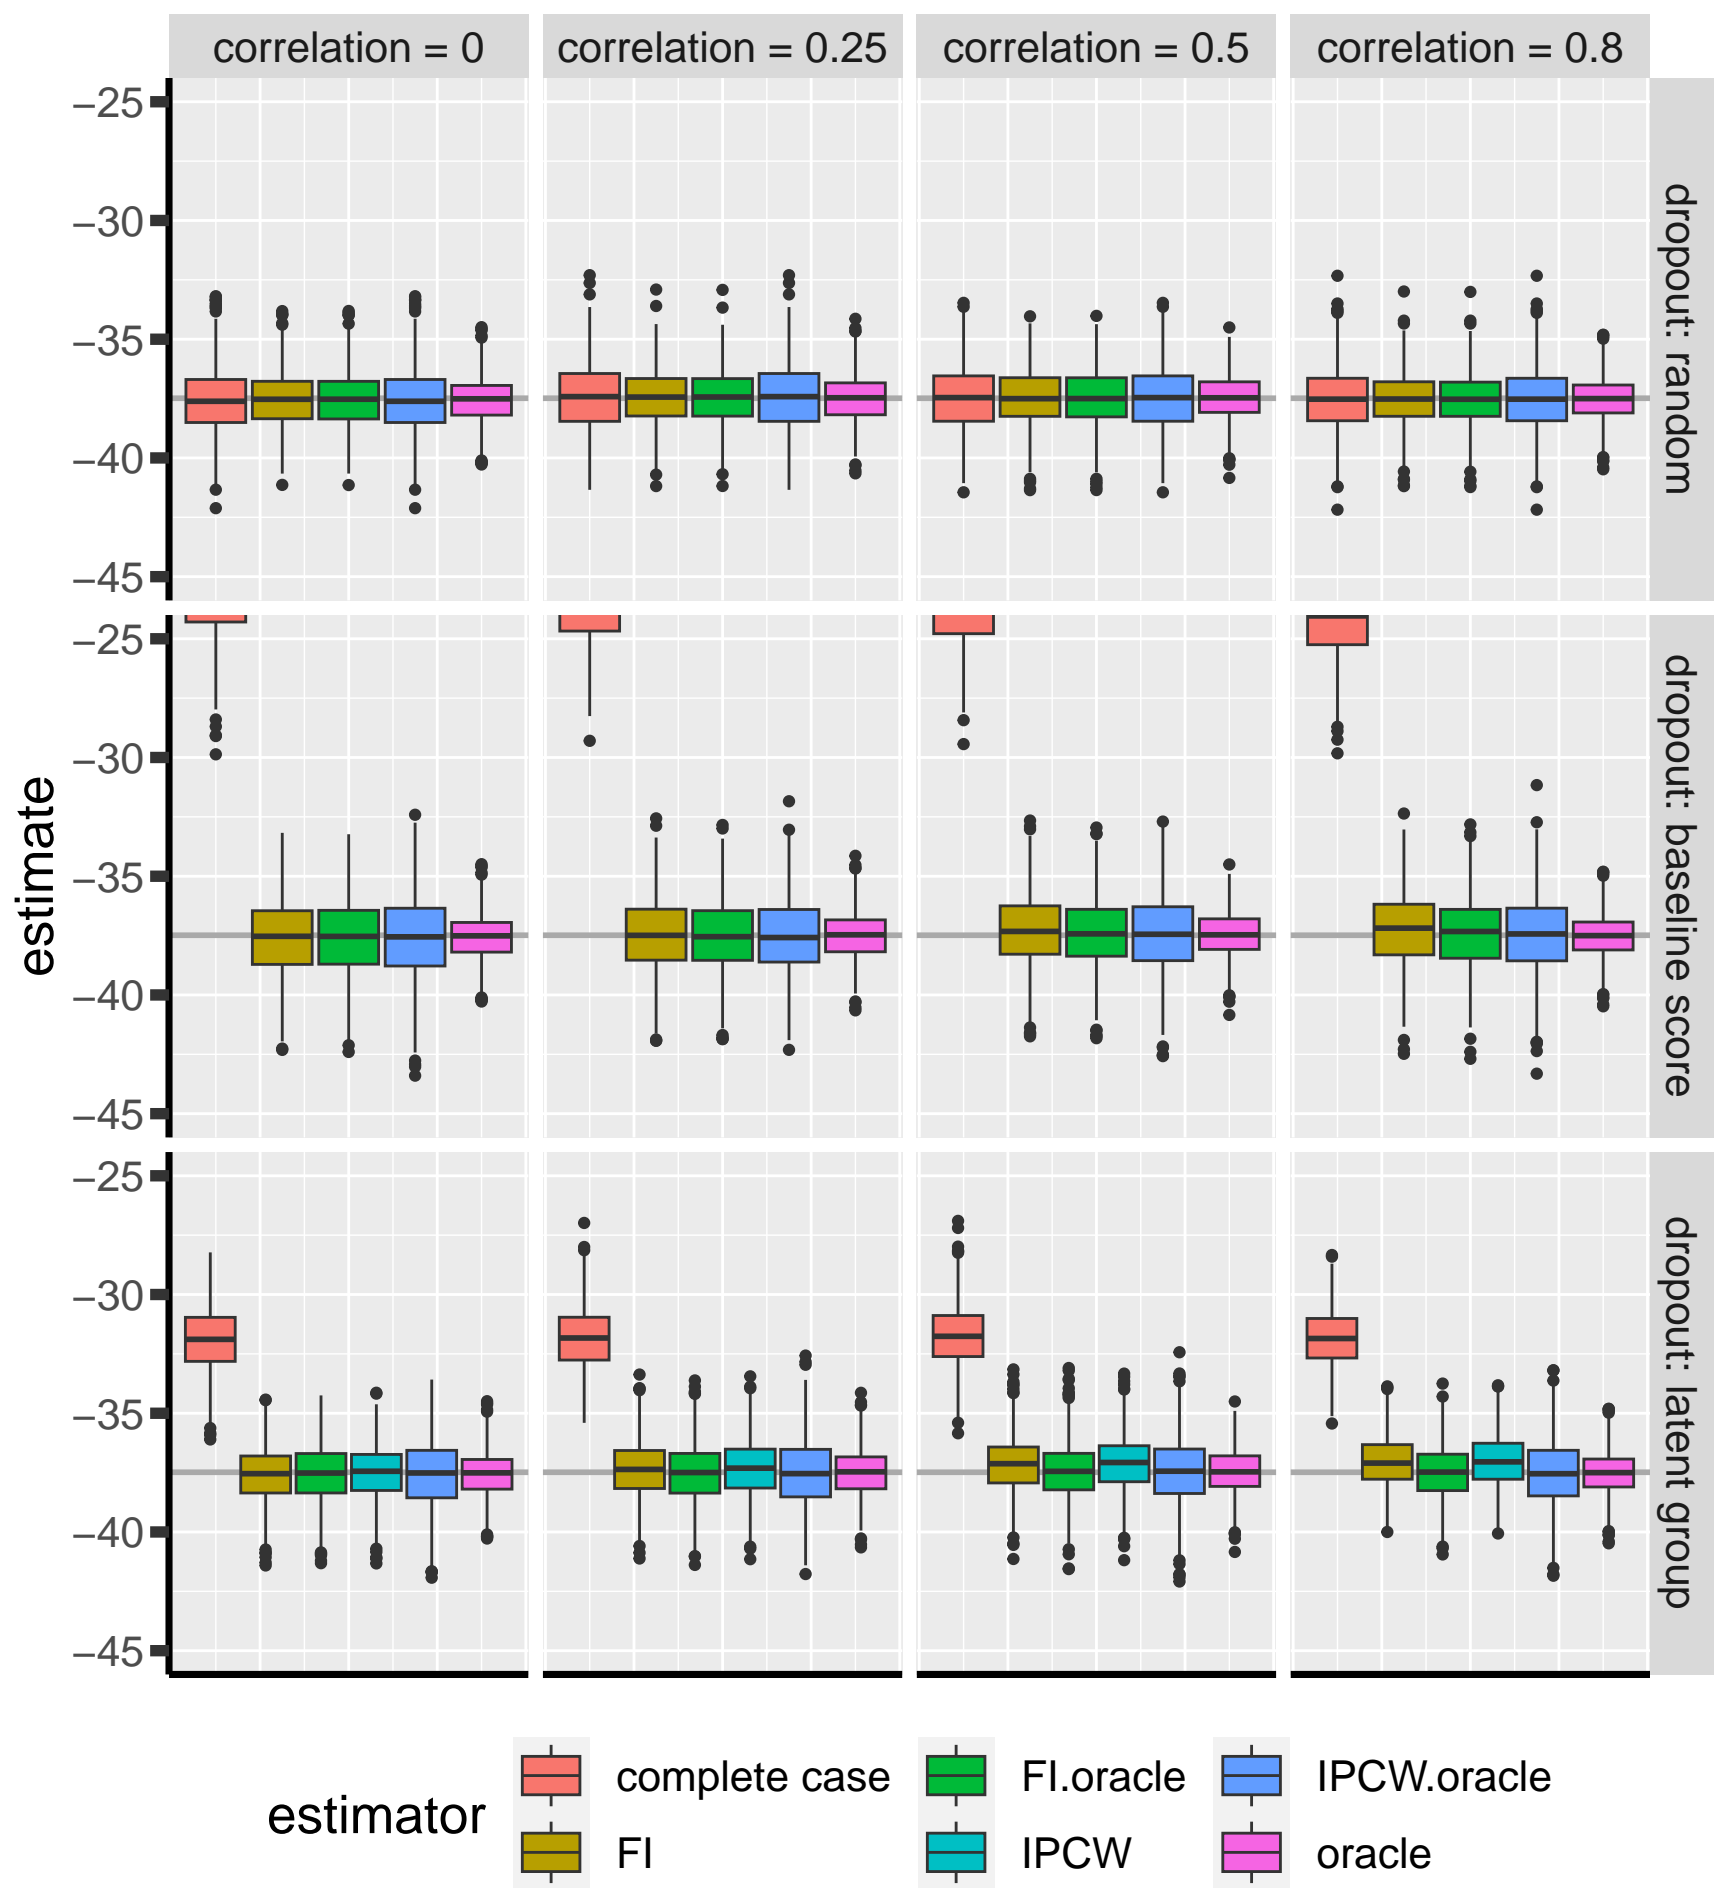 correlation = 0
correlation = 0.25
correlation = 0.5
correlation = 0.8
−25
−30
−35
−40
−45
dropout: random
−25
−30
−35
−40
−45
dropout: baseline score
−25
−30
−35
−40
−45
dropout: latent group
estimate
estimator
complete case
FI
FI.oracle
IPCW
IPCW.oracle
oracle